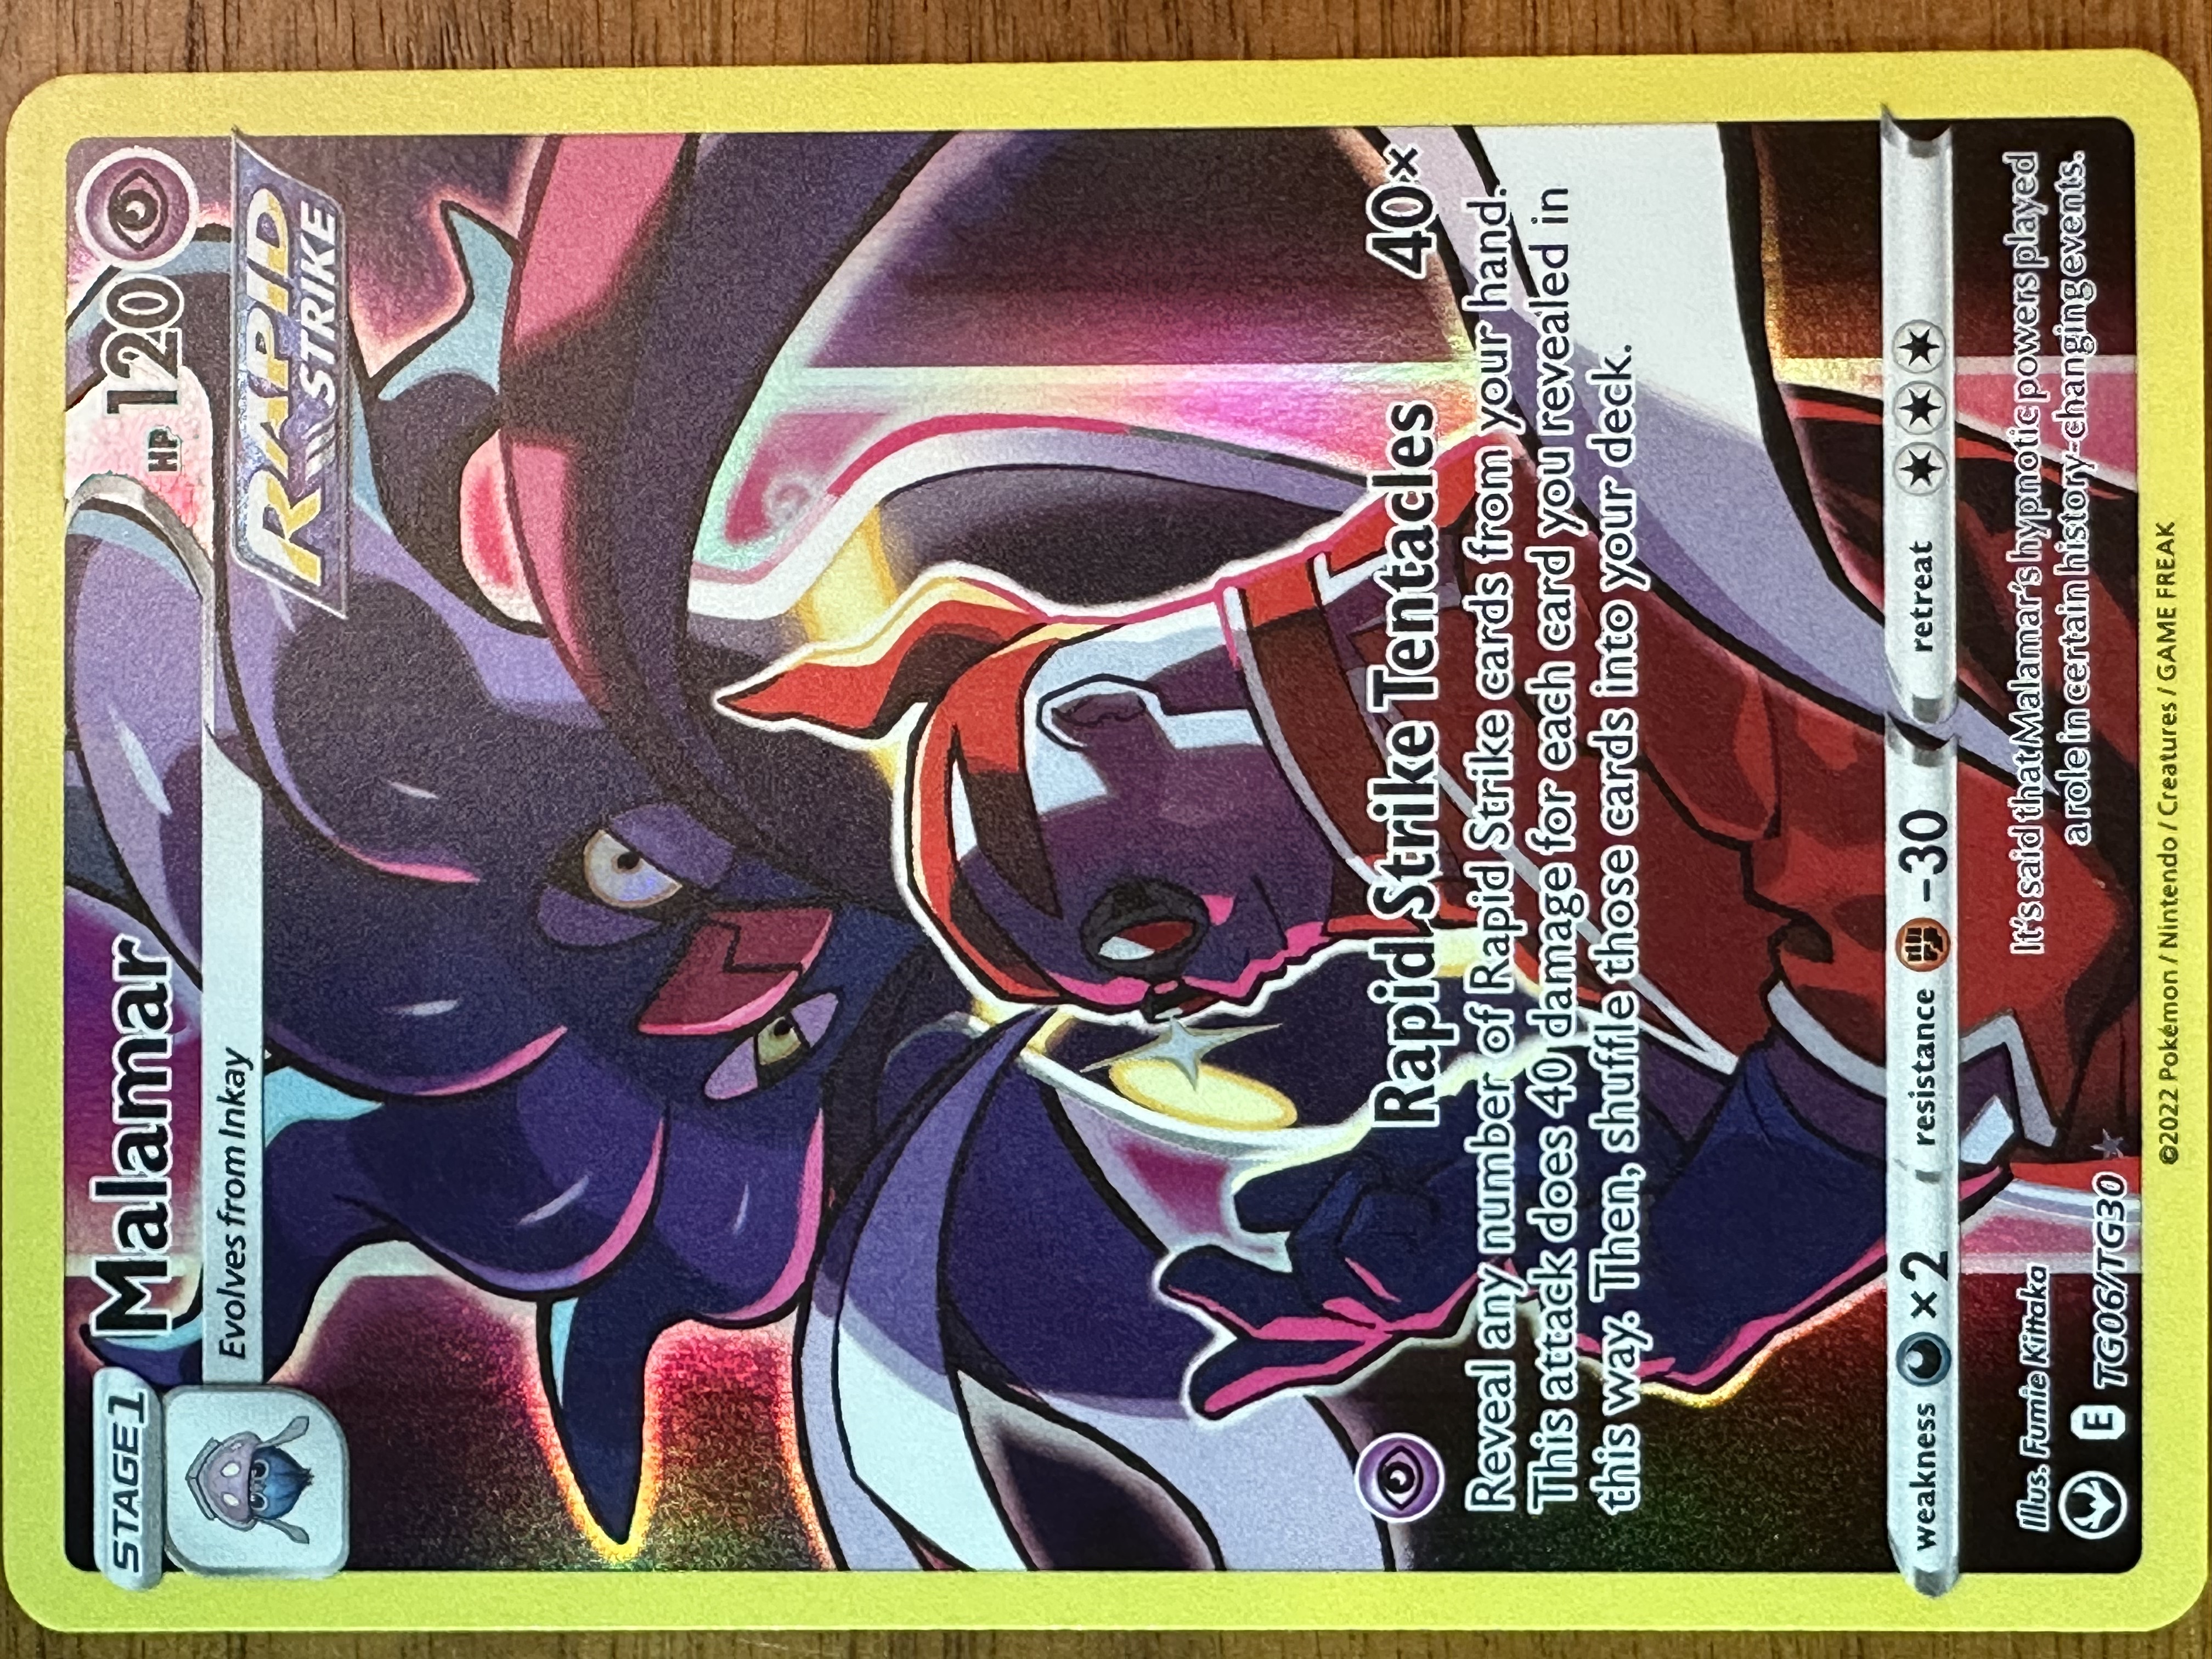 STAGE 1
Malamar
HP 120
Evolves from Inkay
RAPID
STRIKE
Rapid Strike Tentacles 40×
Reveal any number of Rapid Strike cards from your hand.
This attack does 40 damage for each card you revealed in
this way. Then, shuffle those cards into your deck.
weakness ×2 resistance -30 retreat
Illus. Fumie Kittaka
It's said that Malamar's hypnotic powers played
a role in certain history-changing events.
E TG06/TG30
©2022 Pokémon / Nintendo / Creatures / GAME FREAK